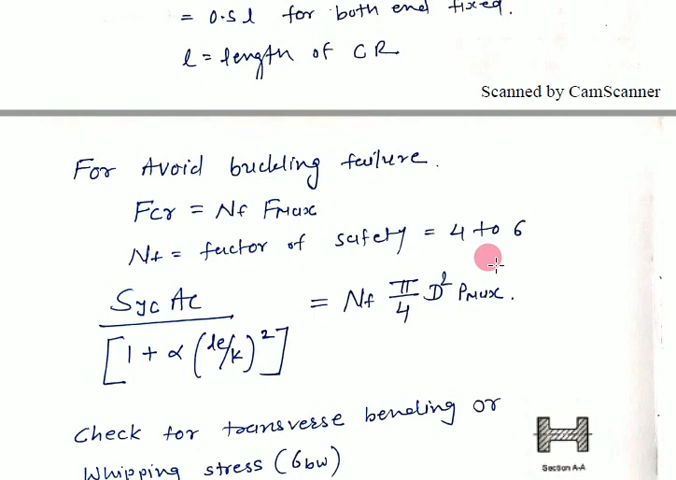 = 0.5 l for both end fixed.
l = length of CR
Scanned by CamScanner
For Avoid buckling failure.
Fcr = Nf FMax
Nf = factor of safety = 4 to 6
Syc Ac / [1 + α (le/k)²] = Nf π/4 D² PMax.
Check for transverse bending or
Whipping stress (6bw)
Section A-A